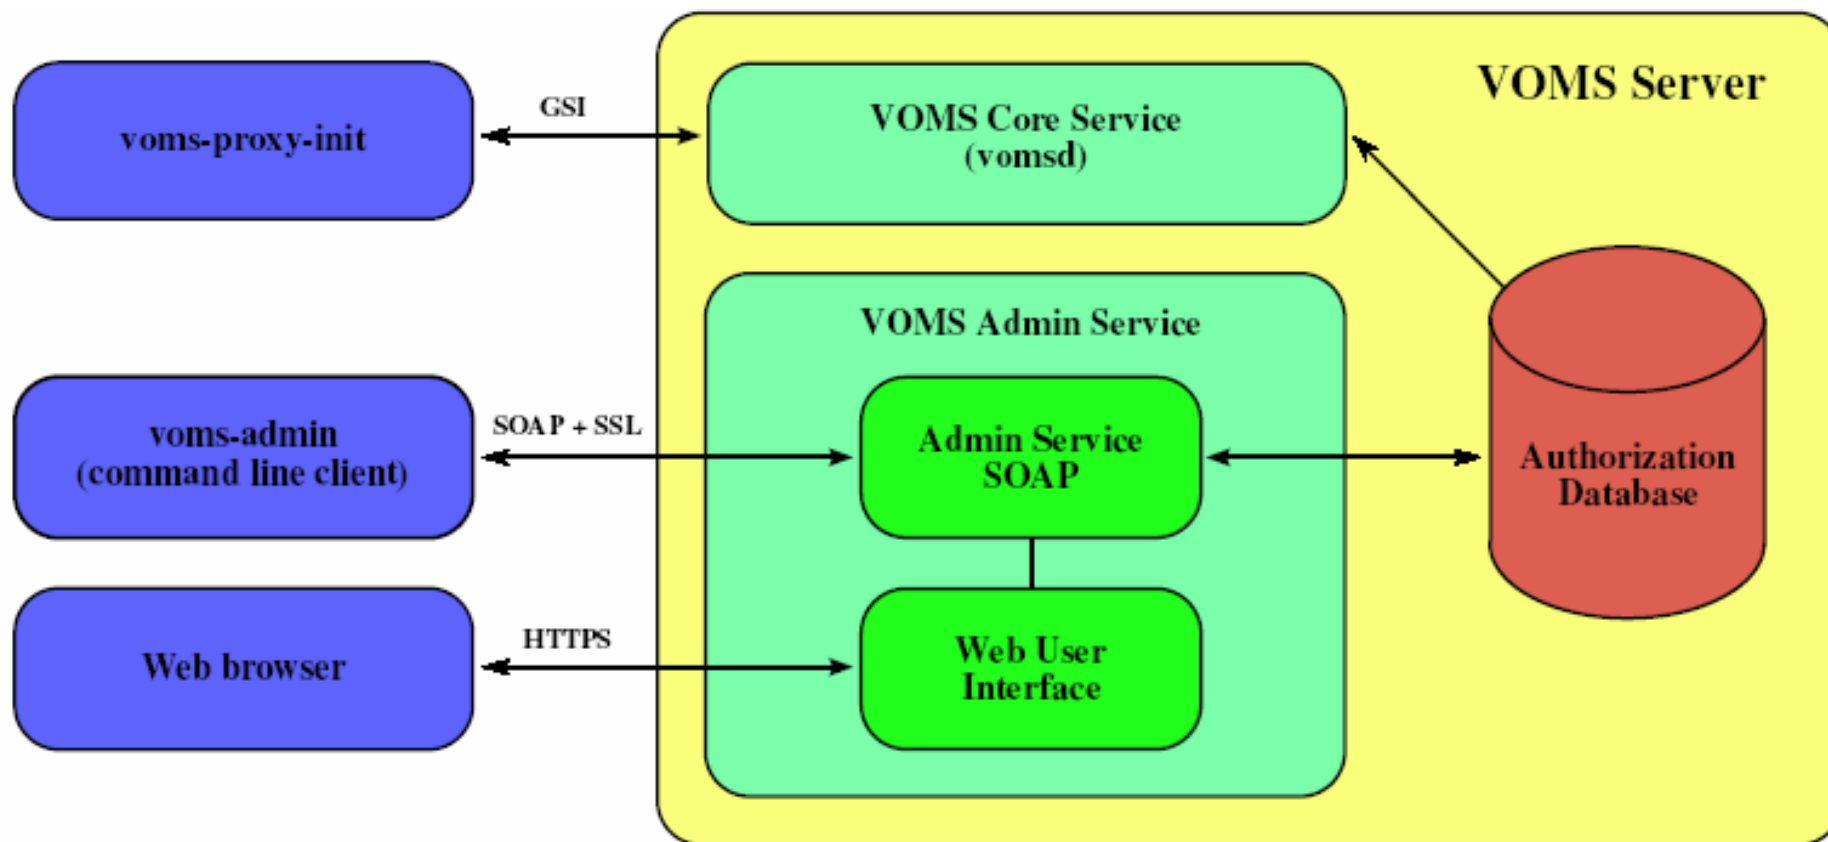 VOMS Server
voms-proxy-init
GSI
VOMS Core Service
(vomsd)
VOMS Admin Service
voms-admin
(command line client)
SOAP + SSL
Admin Service
SOAP
Authorization
Database
Web browser
HTTPS
Web User
Interface